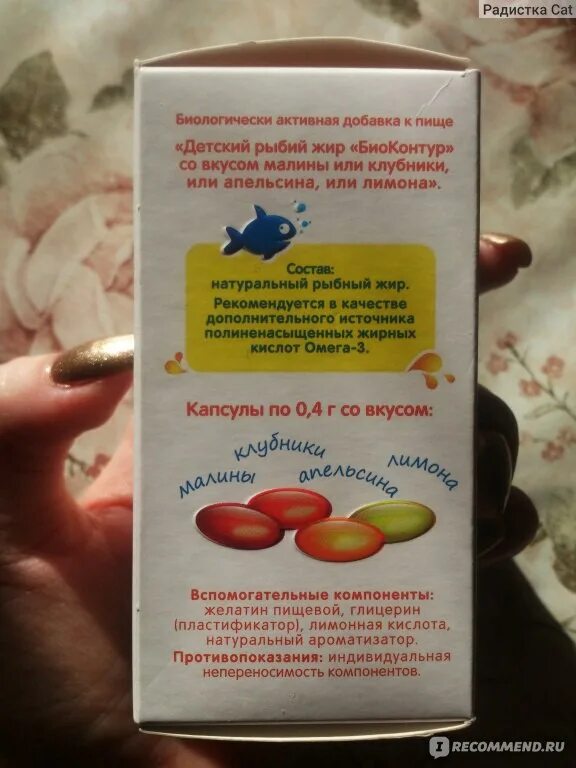 Радистка Cat
Биологически активная добавка к пище
«Детский рыбий жир «БиоКонтур»
со вкусом малины или клубники,
или апельсина, или лимона».
Состав:
натуральный рыбный жир.
Рекомендуется в качестве
дополнительного источника
полиненасыщенных жирных
кислот Омега-3.
Капсулы по 0,4 г со вкусом:
малины
клубники
апельсина
лимона
Вспомогательные компоненты:
желатин пищевой, глицерин
(пластификатор), лимонная кислота,
натуральный ароматизатор.
Противопоказания: индивидуальная
непереносимость компонентов.
IRECOMMEND.RU